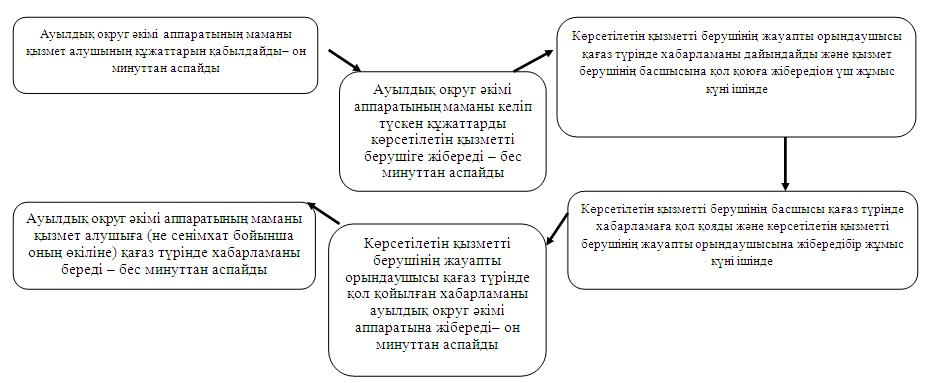 Ауылдық округ әкімі аппаратының маманы
қызмет алушының құжаттарын қабылдайды– он
минуттан аспайды
Ауылдық округ әкімі
аппаратының маманы келіп
түскен құжаттарды
көрсетілетін қызметті
берушіге жібереді – бес
минуттан аспайды
Көрсетілетін қызметті берушінің жауапты орындаушысы
қағаз түрінде хабарламаны дайындайды және қызмет
берушінің басшысына қол қоюға жібередіон үш жұмыс
күні ішінде
Көрсетілетін қызметті берушінің басшысы қағаз түрінде
хабарламаға қол қояды және көрсетілетін қызметті
берушінің жауапты орындаушысына жібередібір жұмыс
күні ішінде
Көрсетілетін қызметті
берушінің жауапты
орындаушысы қағаз түрінде
қол қойылған хабарламаны
ауылдық округ әкімі
аппаратына жібереді– он
минуттан аспайды
Ауылдық округ әкімі аппаратының маманы
қызмет алушыға (не сенімхат бойынша
оның өкіліне) қағаз түрінде хабарламаны
береді – бес минуттан аспайды